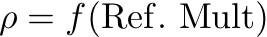 ρ = f(Ref. Mult)